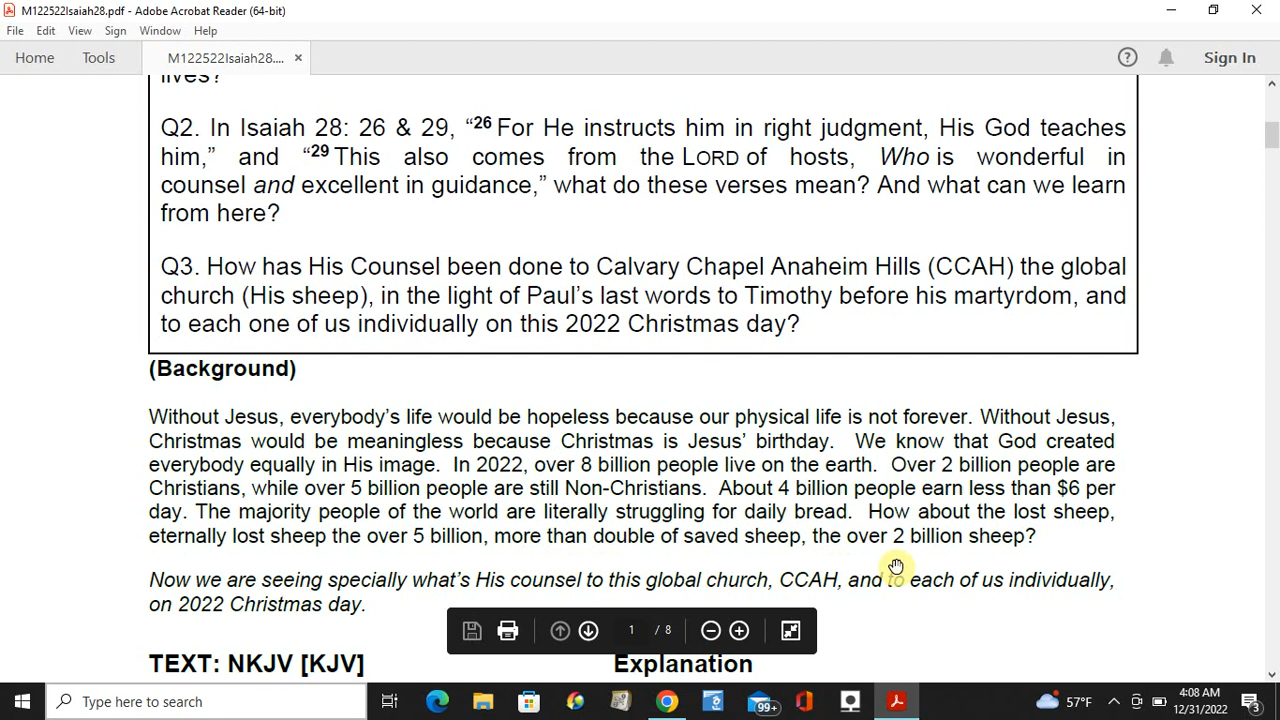 M122522Isaiah28.pdf - Adobe Acrobat Reader (64-bit)
File Edit View Sign Window Help
Home Tools M122522Isaiah28.... × Sign In
lives?
Q2. In Isaiah 28: 26 & 29, “26 For He instructs him in right judgment, His God teaches
him,” and “29 This also comes from the LORD of hosts, Who is wonderful in
counsel and excellent in guidance,” what do these verses mean? And what can we learn
from here?
Q3. How has His Counsel been done to Calvary Chapel Anaheim Hills (CCAH) the global
church (His sheep), in the light of Paul’s last words to Timothy before his martyrdom, and
to each one of us individually on this 2022 Christmas day?
(Background)
Without Jesus, everybody’s life would be hopeless because our physical life is not forever. Without Jesus,
Christmas would be meaningless because Christmas is Jesus’ birthday. We know that God created
everybody equally in His image. In 2022, over 8 billion people live on the earth. Over 2 billion people are
Christians, while over 5 billion people are still Non-Christians. About 4 billion people earn less than $6 per
day. The majority people of the world are literally struggling for daily bread. How about the lost sheep,
eternally lost sheep the over 5 billion, more than double of saved sheep, the over 2 billion sheep?
Now we are seeing specially what’s His counsel to this global church, CCAH, and to each of us individually,
on 2022 Christmas day.
1 / 8
TEXT: NKJV [KJV] Explanation
Type here to search
99+
57°F
4:08 AM
12/31/2022
3